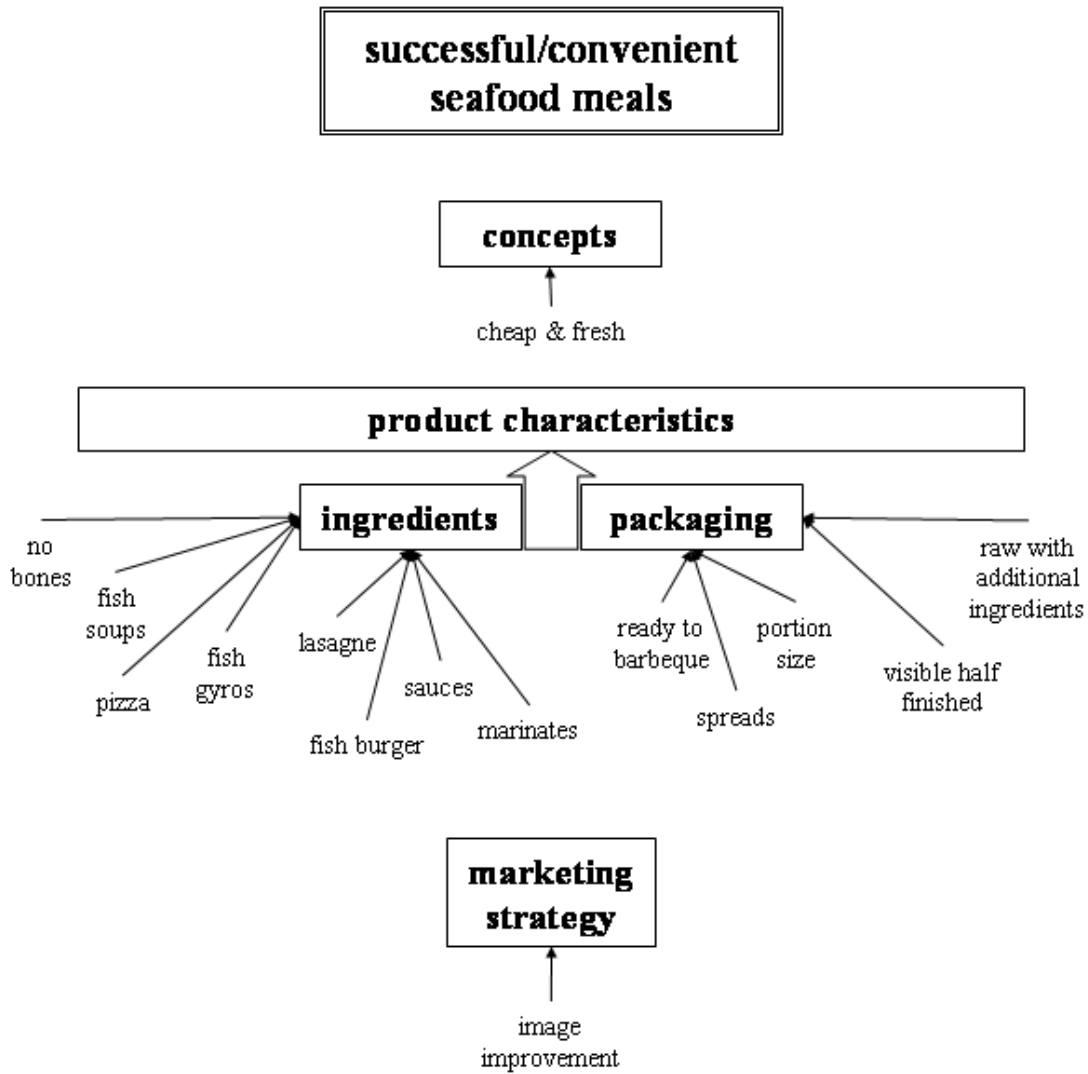 successful/convenient
seafood meals
concepts
cheap & fresh
product characteristics
ingredients
packaging
no
bones
fish
soups
pizza
fish
gyros
lasagne
fish burger
sauces
marinates
ready to
barbeque
spreads
portion
size
visible half
finished
raw with
additional
ingredients
marketing
strategy
image
improvement